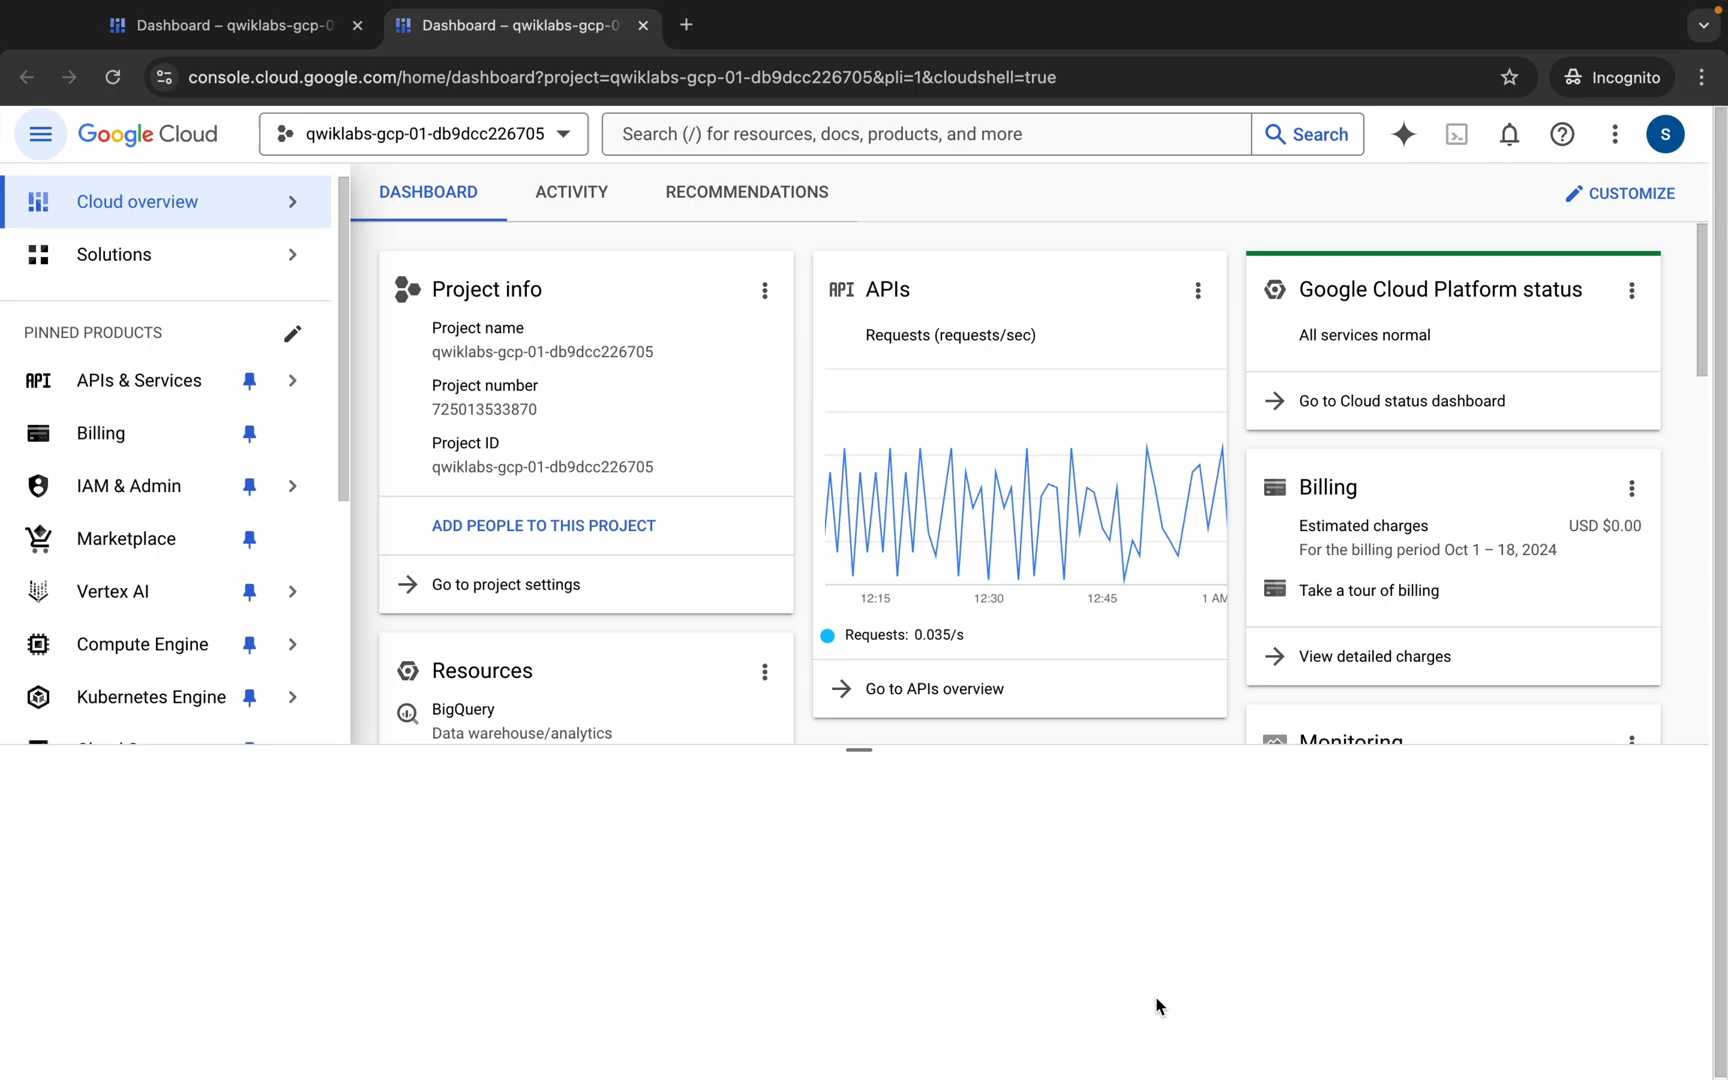 Dashboard – qwiklabs-gcp-0
Dashboard – qwiklabs-gcp-0
console.cloud.google.com/home/dashboard?project=qwiklabs-gcp-01-db9dcc226705&pli=1&cloudshell=true
Incognito
Google Cloud
qwiklabs-gcp-01-db9dcc226705
Search (/) for resources, docs, products, and more
Search
S
Cloud overview
Solutions
PINNED PRODUCTS
API APIs & Services
Billing
IAM & Admin
Marketplace
Vertex AI
Compute Engine
Kubernetes Engine
DASHBOARD
ACTIVITY
RECOMMENDATIONS
CUSTOMIZE
Project info
Project name
qwiklabs-gcp-01-db9dcc226705
Project number
725013533870
Project ID
qwiklabs-gcp-01-db9dcc226705
ADD PEOPLE TO THIS PROJECT
Go to project settings
Resources
BigQuery
Data warehouse/analytics
API APIs
Requests (requests/sec)
12:15
12:30
12:45
1 AM
Requests: 0.035/s
Go to APIs overview
Google Cloud Platform status
All services normal
Go to Cloud status dashboard
Billing
Estimated charges
USD $0.00
For the billing period Oct 1 – 18, 2024
Take a tour of billing
View detailed charges
Monitoring